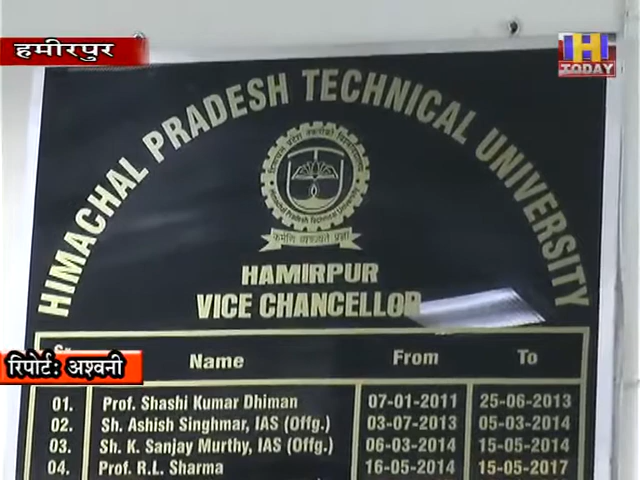 हमीरपुर
H
TODAY
HIMACHAL PRADESH TECHNICAL UNIVERSITY
HAMIRPUR
VICE CHANCELLOR
रिपोर्ट: अश्वनी
Name From To
01. Prof. Shashi Kumar Dhiman 07-01-2011 25-06-2013
02. Sh. Ashish Singhmar, IAS (Offg.) 03-07-2013 05-03-2014
03. Sh. K. Sanjay Murthy, IAS (Offg.) 06-03-2014 15-05-2014
04. Prof. R.L. Sharma 16-05-2014 15-05-2017